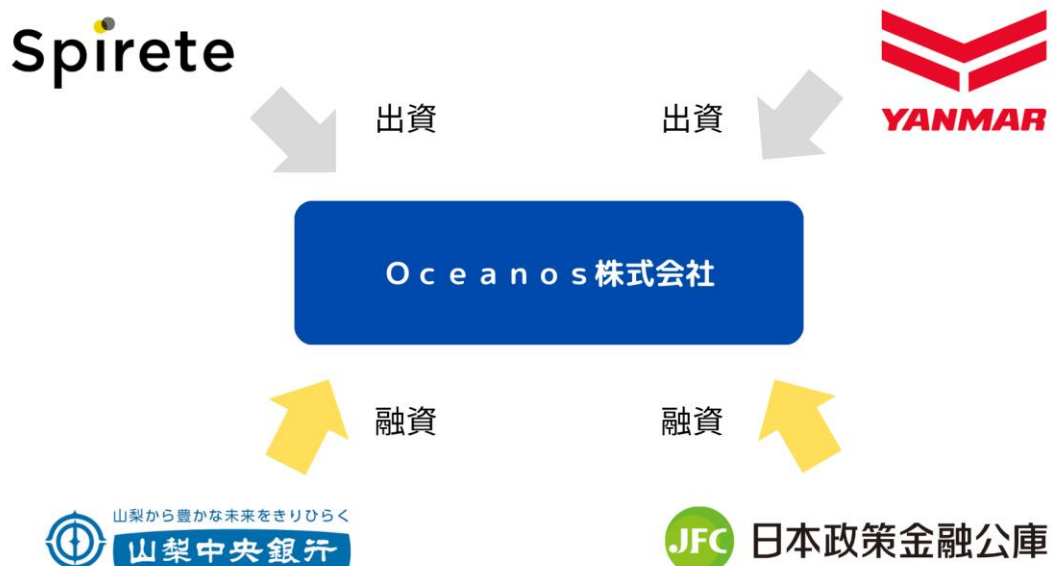 Spirete
YANMAR
出資
出資
Ｏｃｅａｎｏｓ株式会社
融資
融資
山梨から豊かな未来をきりひらく
山梨中央銀行
JFC 日本政策金融公庫